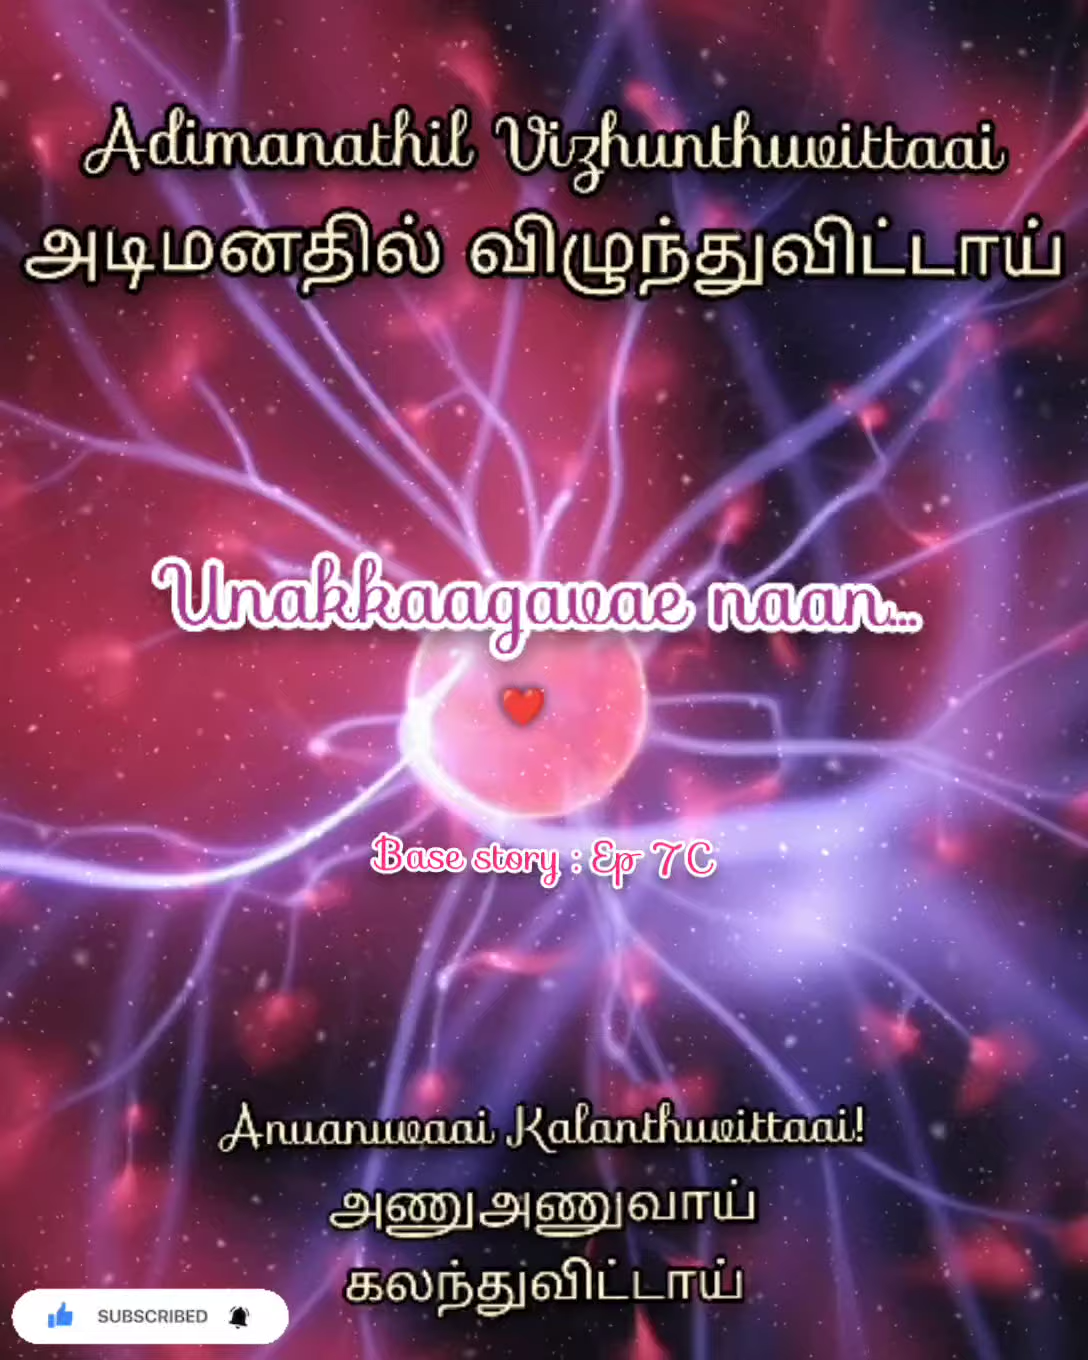 Adimanathil Vizhunthuvittaai
அடிமனதில் விழுந்துவிட்டாய்
Unakkaagavae naan...
❤️
Base story : Ep 7C
Anuanuvaai Kalanthuvittaai!
அணுஅணுவாய்
கலந்துவிட்டாய்
SUBSCRIBED